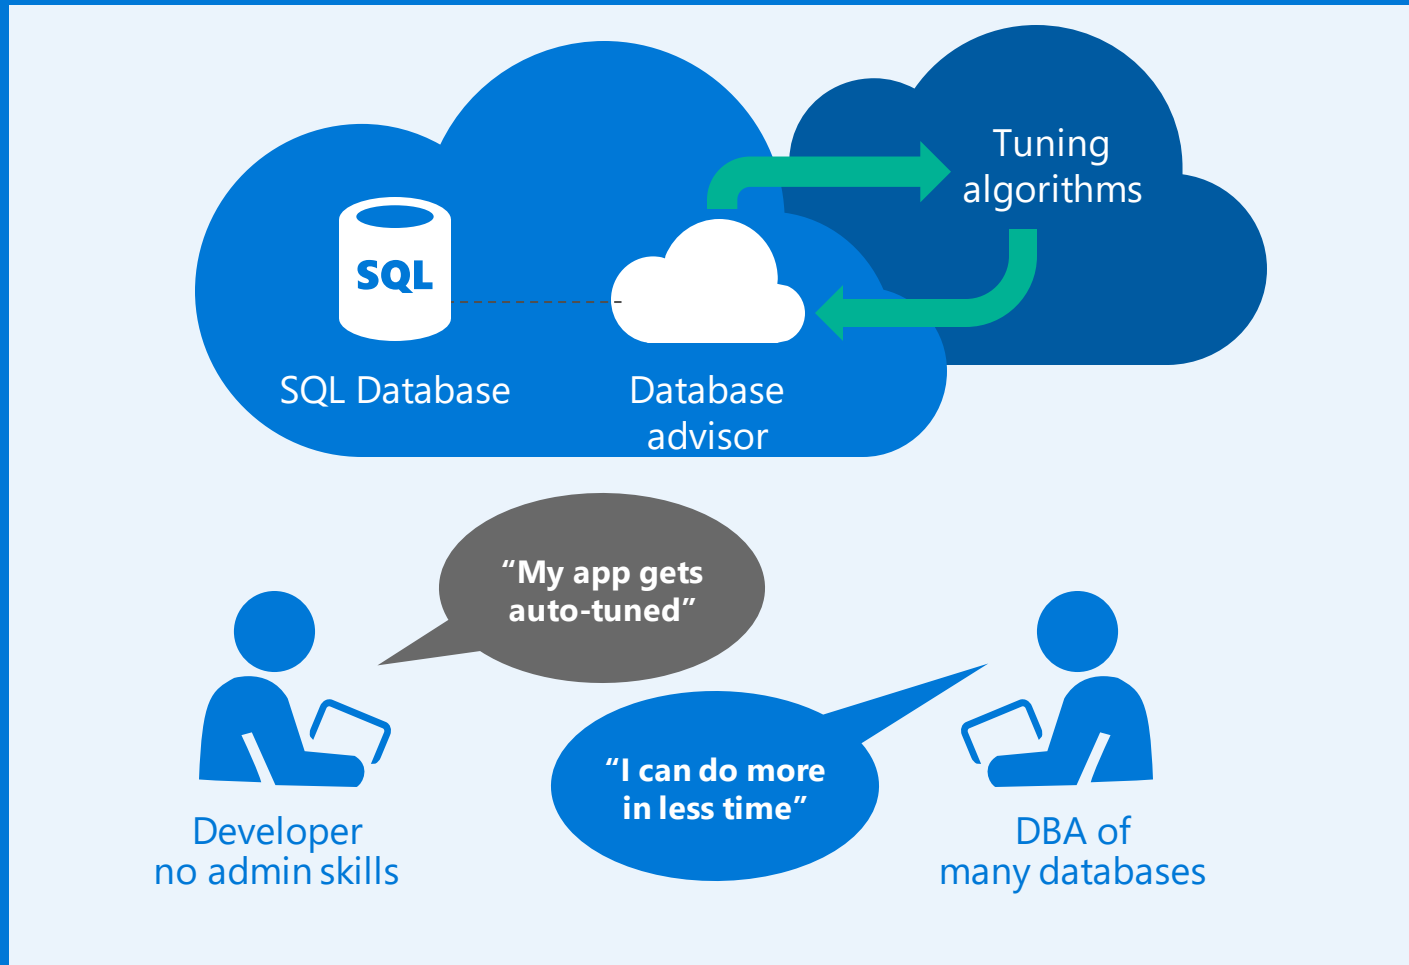 Tuning
algorithms
SQL
SQL Database
Database
advisor
“My app gets
auto-tuned”
“I can do more
in less time”
Developer
no admin skills
DBA of
many databases